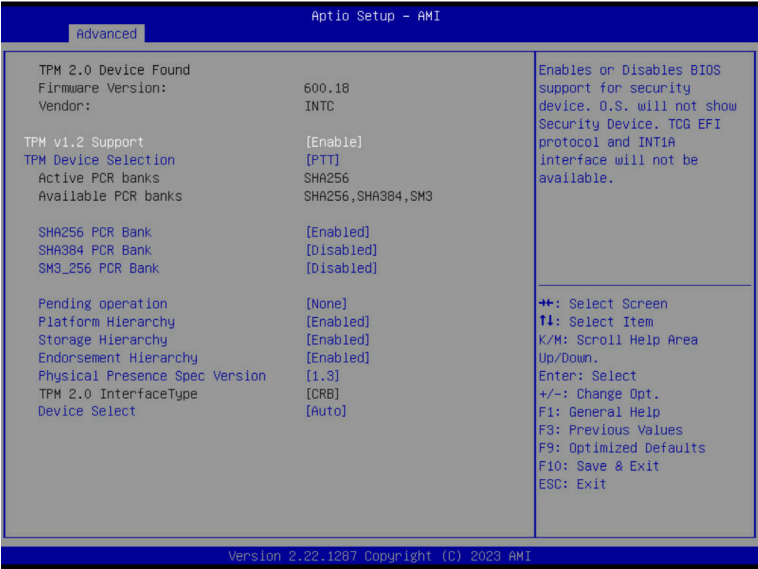 Aptio Setup – AMI
Advanced
TPM 2.0 Device Found
Firmware Version: 600.18
Vendor: INTC
TPM v1.2 Support [Enable]
TPM Device Selection [PTT]
Active PCR banks SHA256
Available PCR banks SHA256,SHA384,SM3
SHA256 PCR Bank [Enabled]
SHA384 PCR Bank [Disabled]
SM3_256 PCR Bank [Disabled]
Pending operation [None]
Platform Hierarchy [Enabled]
Storage Hierarchy [Enabled]
Endorsement Hierarchy [Enabled]
Physical Presence Spec Version [1.3]
TPM 2.0 InterfaceType [CRB]
Device Select [Auto]
Enables or Disables BIOS
support for security
device. O.S. will not show
Security Device. TCG EFI
protocol and INT1A
interface will not be
available.
→←: Select Screen
↑↓: Select Item
K/M: Scroll Help Area
Up/Down.
Enter: Select
+/-: Change Opt.
F1: General Help
F3: Previous Values
F9: Optimized Defaults
F10: Save & Exit
ESC: Exit
Version 2.22.1287 Copyright (C) 2023 AMI